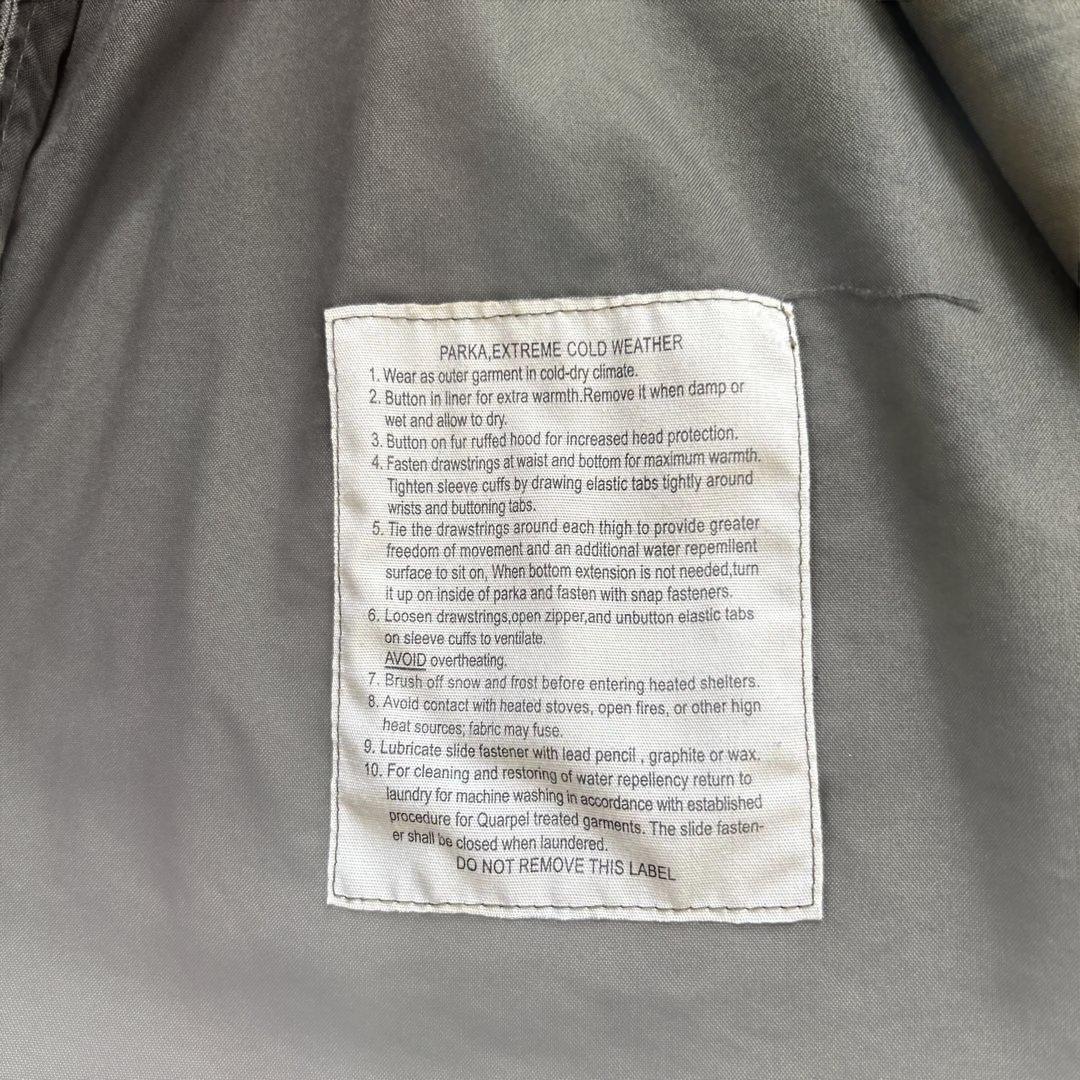 PARKA,EXTREME COLD WEATHER
1. Wear as outer garment in cold-dry climate.
2. Button in liner for extra warmth.Remove it when damp or
wet and allow to dry.
3. Button on fur ruffed hood for increased head protection.
4. Fasten drawstrings at waist and bottom for maximum warmth.
Tighten sleeve cuffs by drawing elastic tabs tightly around
wrists and buttoning tabs.
5. Tie the drawstrings around each thigh to provide greater
freedom of movement and an additional water repemllent
surface to sit on, When bottom extension is not needed,turn
it up on inside of parka and fasten with snap fasteners.
6. Loosen drawstrings,open zipper,and unbutton elastic tabs
on sleeve cuffs to ventilate.
AVOID overtheating.
7. Brush off snow and frost before entering heated shelters.
8. Avoid contact with heated stoves, open fires, or other hign
heat sources; fabric may fuse.
9. Lubricate slide fastener with lead pencil , graphite or wax.
10. For cleaning and restoring of water repellency return to
laundry for machine washing in accordance with established
procedure for Quarpel treated garments. The slide fasten-
er shall be closed when laundered.
DO NOT REMOVE THIS LABEL